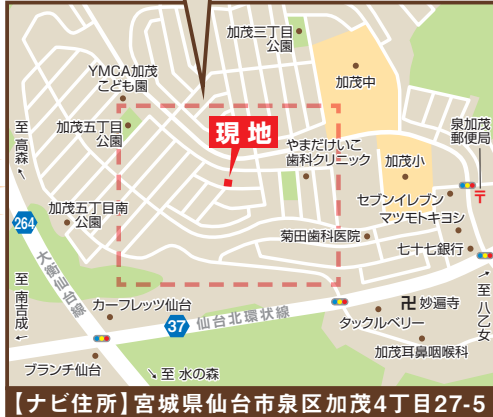 加茂三丁目
公園
加茂中
YMCA加茂
こども園
至 高森
加茂五丁目
公園
現地
やまだけいこ
歯科クリニック
泉加茂
郵便局
加茂小
セブンイレブン
マツモトキヨシ
264
加茂五丁目南
公園
菊田歯科医院
七十七銀行
大衡仙台線
至 南吉成
カーフレッツ仙台
37
仙台北環状線
卍 妙遍寺
至 八乙女
タックルベリー
加茂耳鼻咽喉科
ブランチ仙台
至 水の森
【ナビ住所】宮城県仙台市泉区加茂4丁目27-5